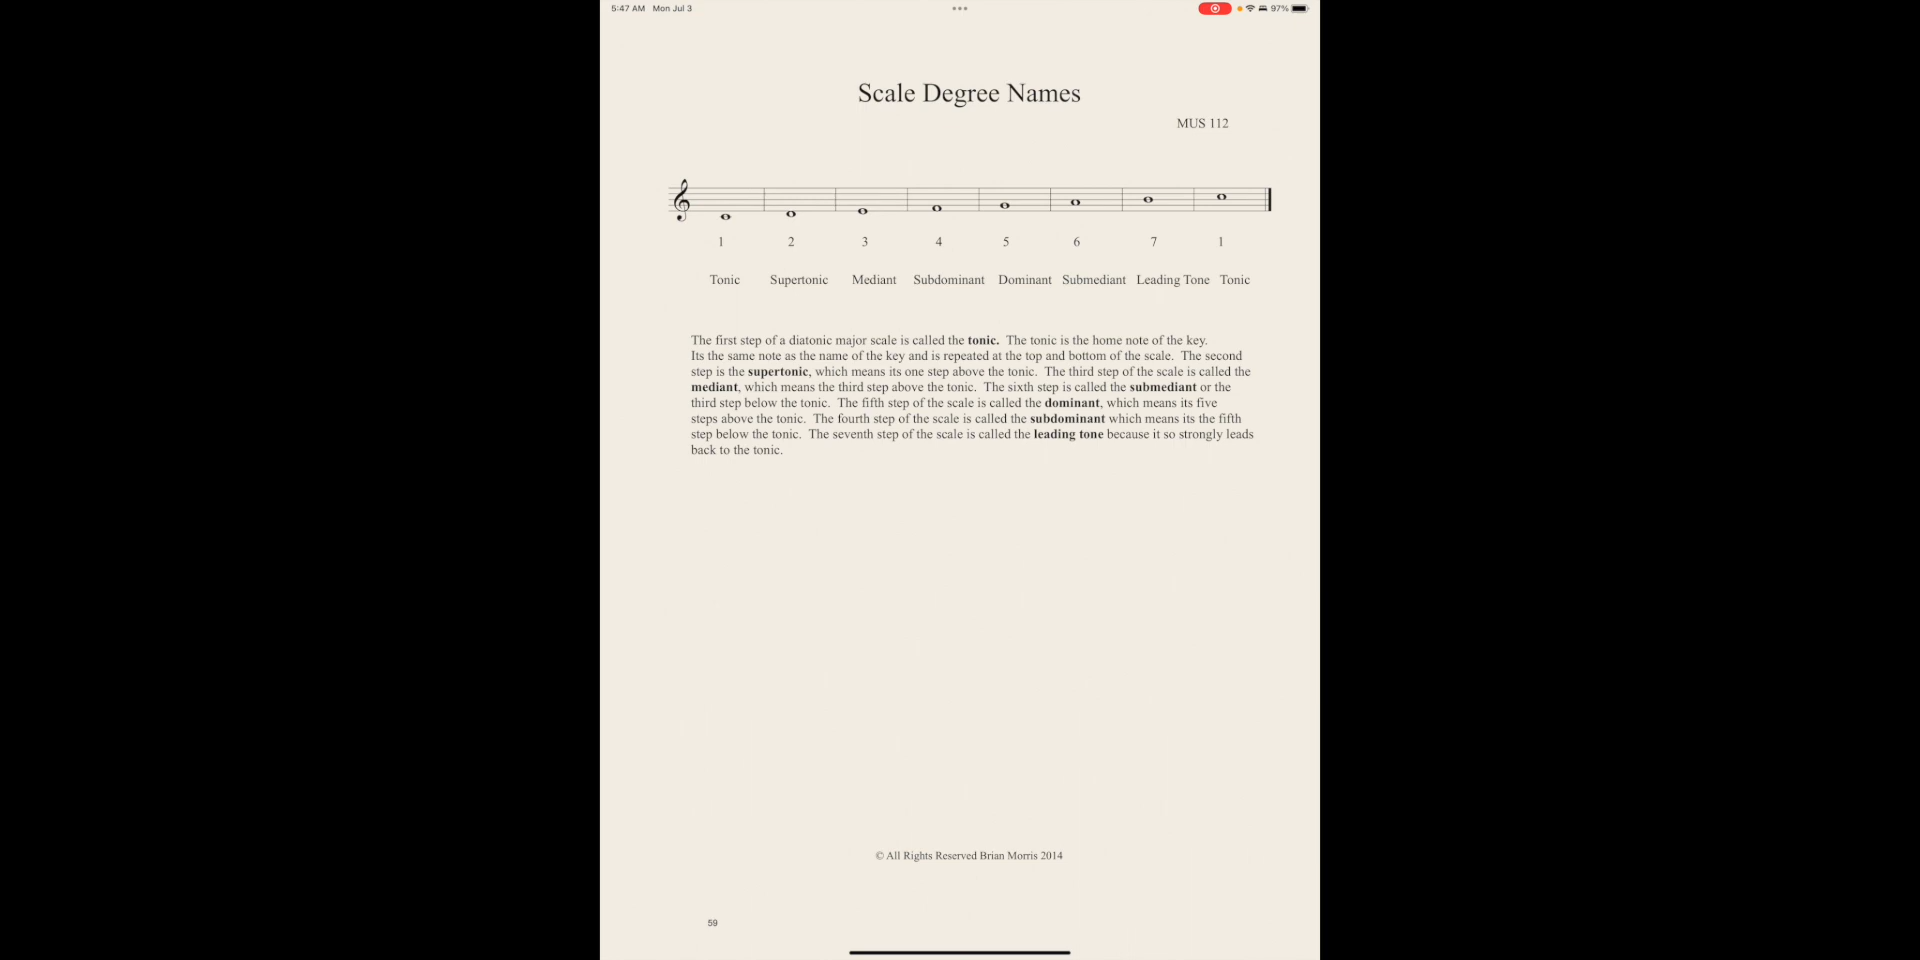 5:47 AM Mon Jul 3
97%
Scale Degree Names
MUS 112
1 2 3 4 5 6 7 1
Tonic Supertonic Mediant Subdominant Dominant Submediant Leading Tone Tonic
The first step of a diatonic major scale is called the tonic. The tonic is the home note of the key.
Its the same note as the name of the key and is repeated at the top and bottom of the scale. The second
step is the supertonic, which means its one step above the tonic. The third step of the scale is called the
mediant, which means the third step above the tonic. The sixth step is called the submediant or the
third step below the tonic. The fifth step of the scale is called the dominant, which means its five
steps above the tonic. The fourth step of the scale is called the subdominant which means its the fifth
step below the tonic. The seventh step of the scale is called the leading tone because it so strongly leads
back to the tonic.
© All Rights Reserved Brian Morris 2014
59